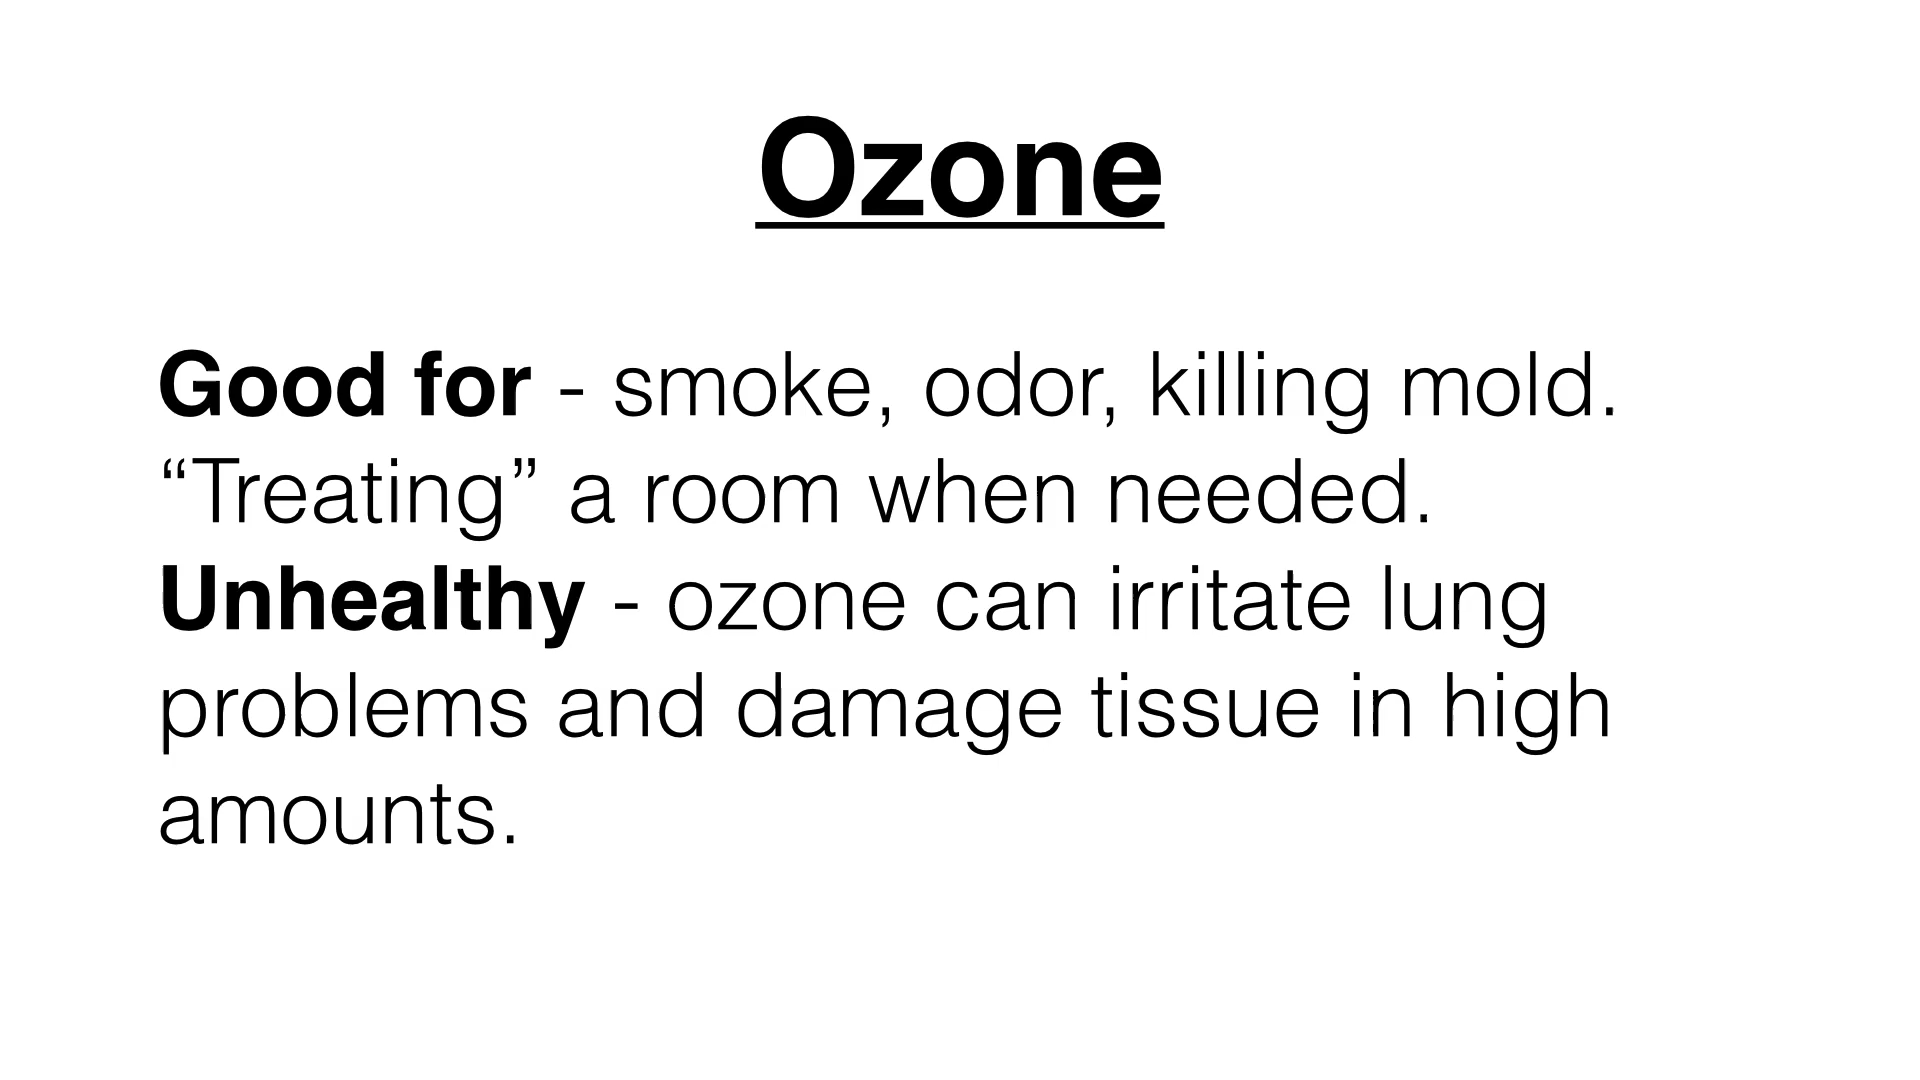 Ozone
Good for - smoke, odor, killing mold.
“Treating” a room when needed.
Unhealthy - ozone can irritate lung
problems and damage tissue in high
amounts.